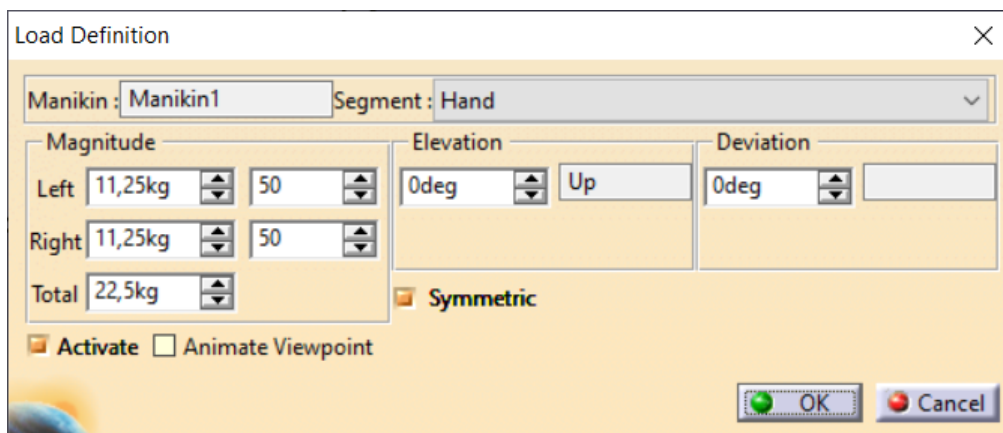 Load Definition
Manikin : Manikin1 Segment : Hand
Magnitude Elevation Deviation
Left 11,25kg 50 0deg Up 0deg
Right 11,25kg 50
Total 22,5kg Symmetric
Activate Animate Viewpoint
OK Cancel